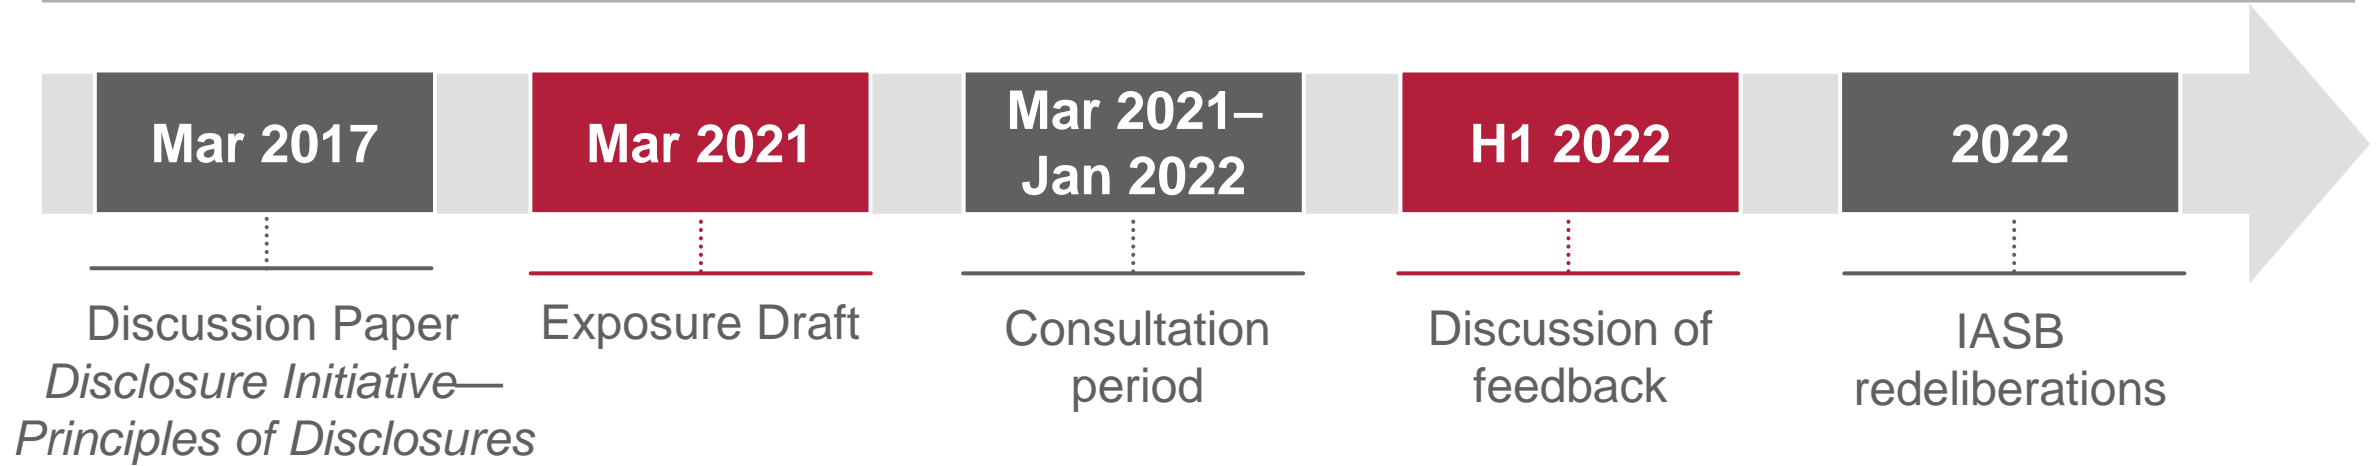 Mar 2017
Mar 2021
Mar 2021–
Jan 2022
H1 2022
2022
Discussion Paper
Disclosure Initiative—
Principles of Disclosures
Exposure Draft
Consultation
period
Discussion of
feedback
IASB
redeliberations